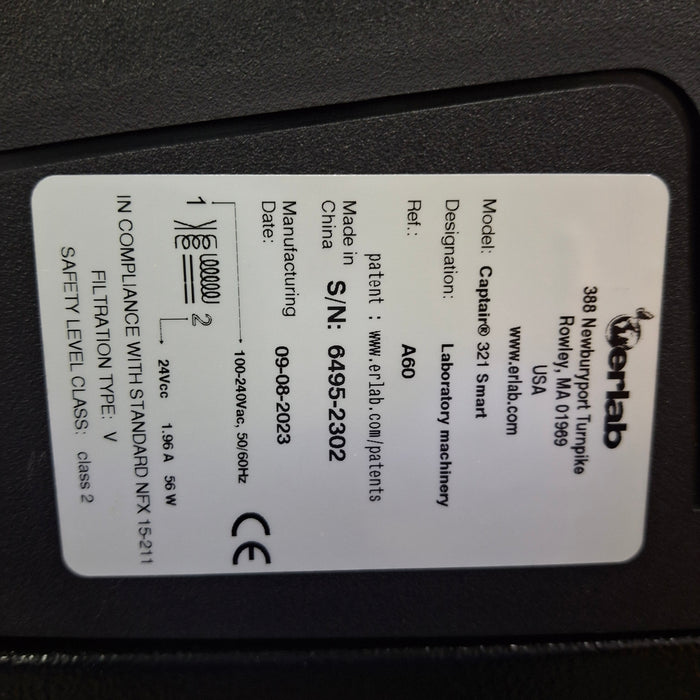 erlab
388 Newburyport Turnpike
Rowley, MA 01969
USA
www.erlab.com
Model: Captair® 321 Smart
Designation: Laboratory machinery
Ref.: A60
patent : www.erlab.com/patents
Made in China S/N: 6495-2302
Manufacturing Date: 09-08-2023
1 100-240Vac, 50/60Hz CE
2 24Vcc 1.96 A 56 W
IN COMPLIANCE WITH STANDARD NFX 15-211
FILTRATION TYPE: V
SAFETY LEVEL CLASS: class 2